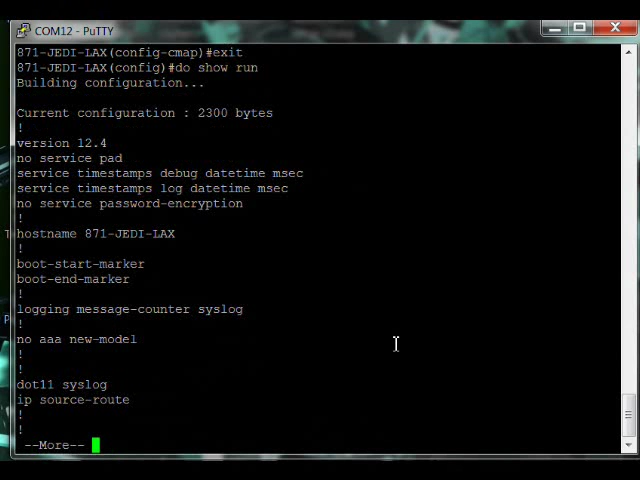 COM12 - PuTTY
871-JEDI-LAX(config-cmap)#exit
871-JEDI-LAX(config)#do show run
Building configuration...
Current configuration : 2300 bytes
!
version 12.4
no service pad
service timestamps debug datetime msec
service timestamps log datetime msec
no service password-encryption
!
hostname 871-JEDI-LAX
!
boot-start-marker
boot-end-marker
!
logging message-counter syslog
!
no aaa new-model
!
!
dot11 syslog
ip source-route
!
!
--More--